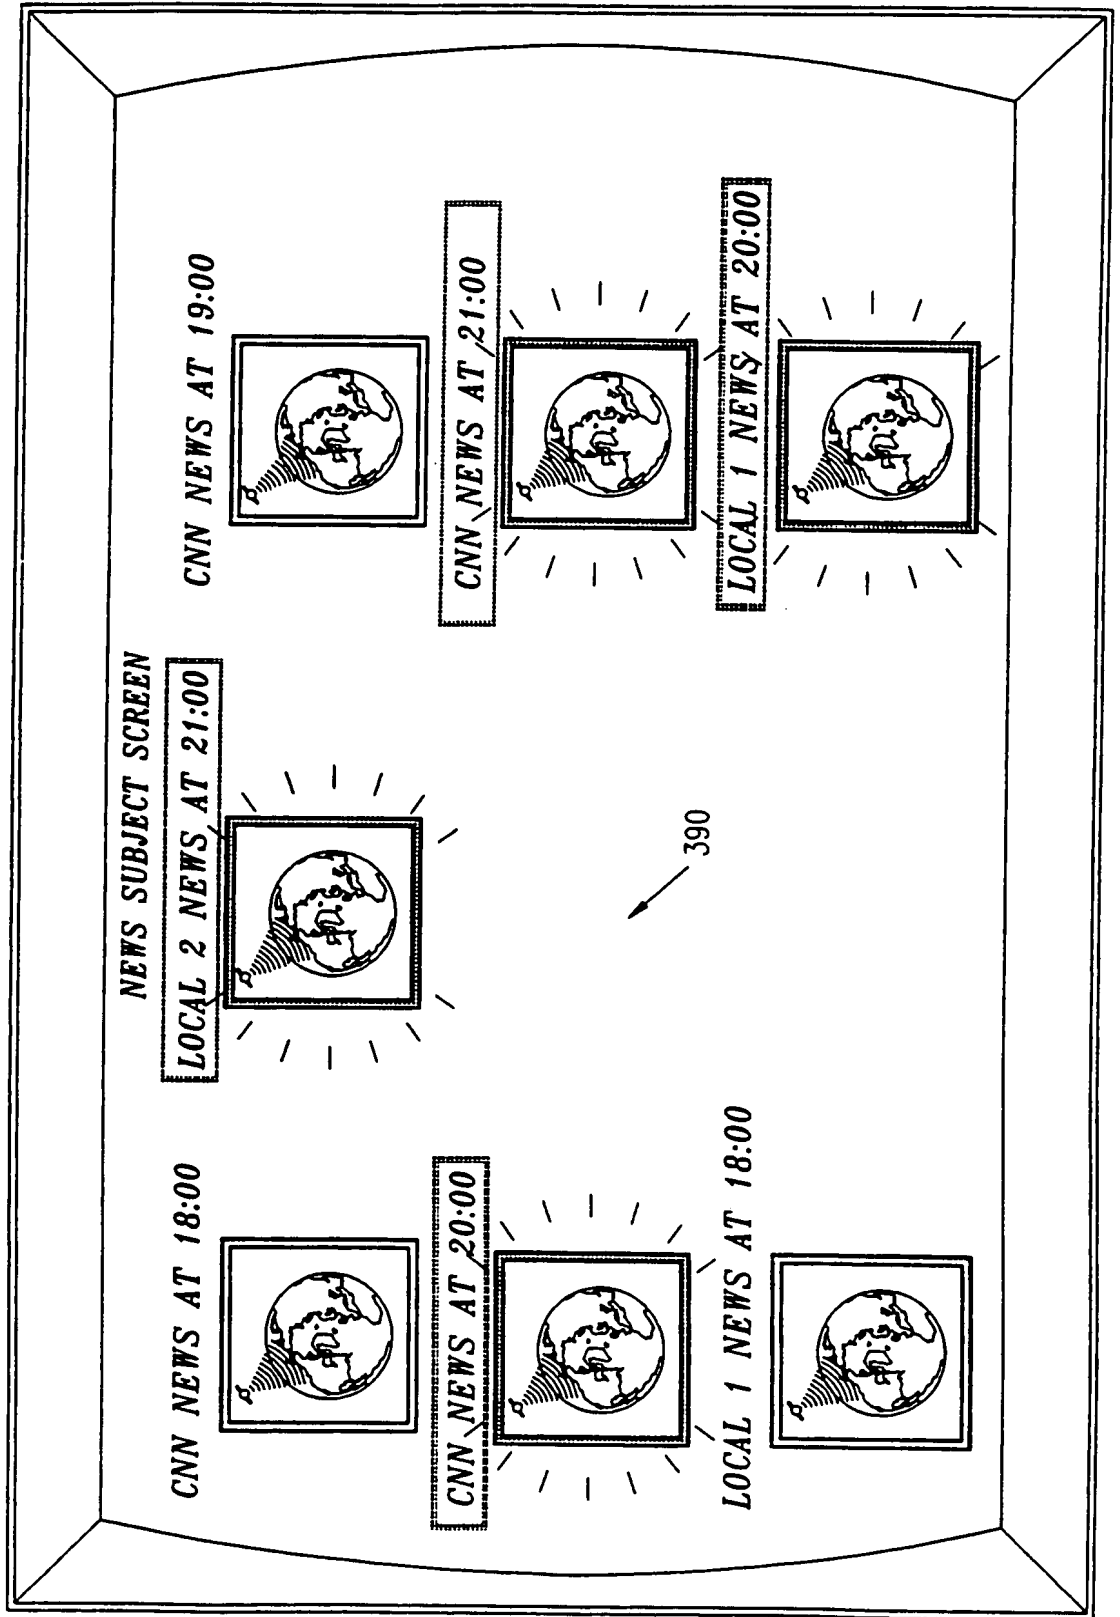 NEWS SUBJECT SCREEN
CNN NEWS AT 18:00
LOCAL 2 NEWS AT 21:00
CNN NEWS AT 19:00
CNN NEWS AT 20:00
CNN NEWS AT 21:00
LOCAL 1 NEWS AT 18:00
390
LOCAL 1 NEWS AT 20:00